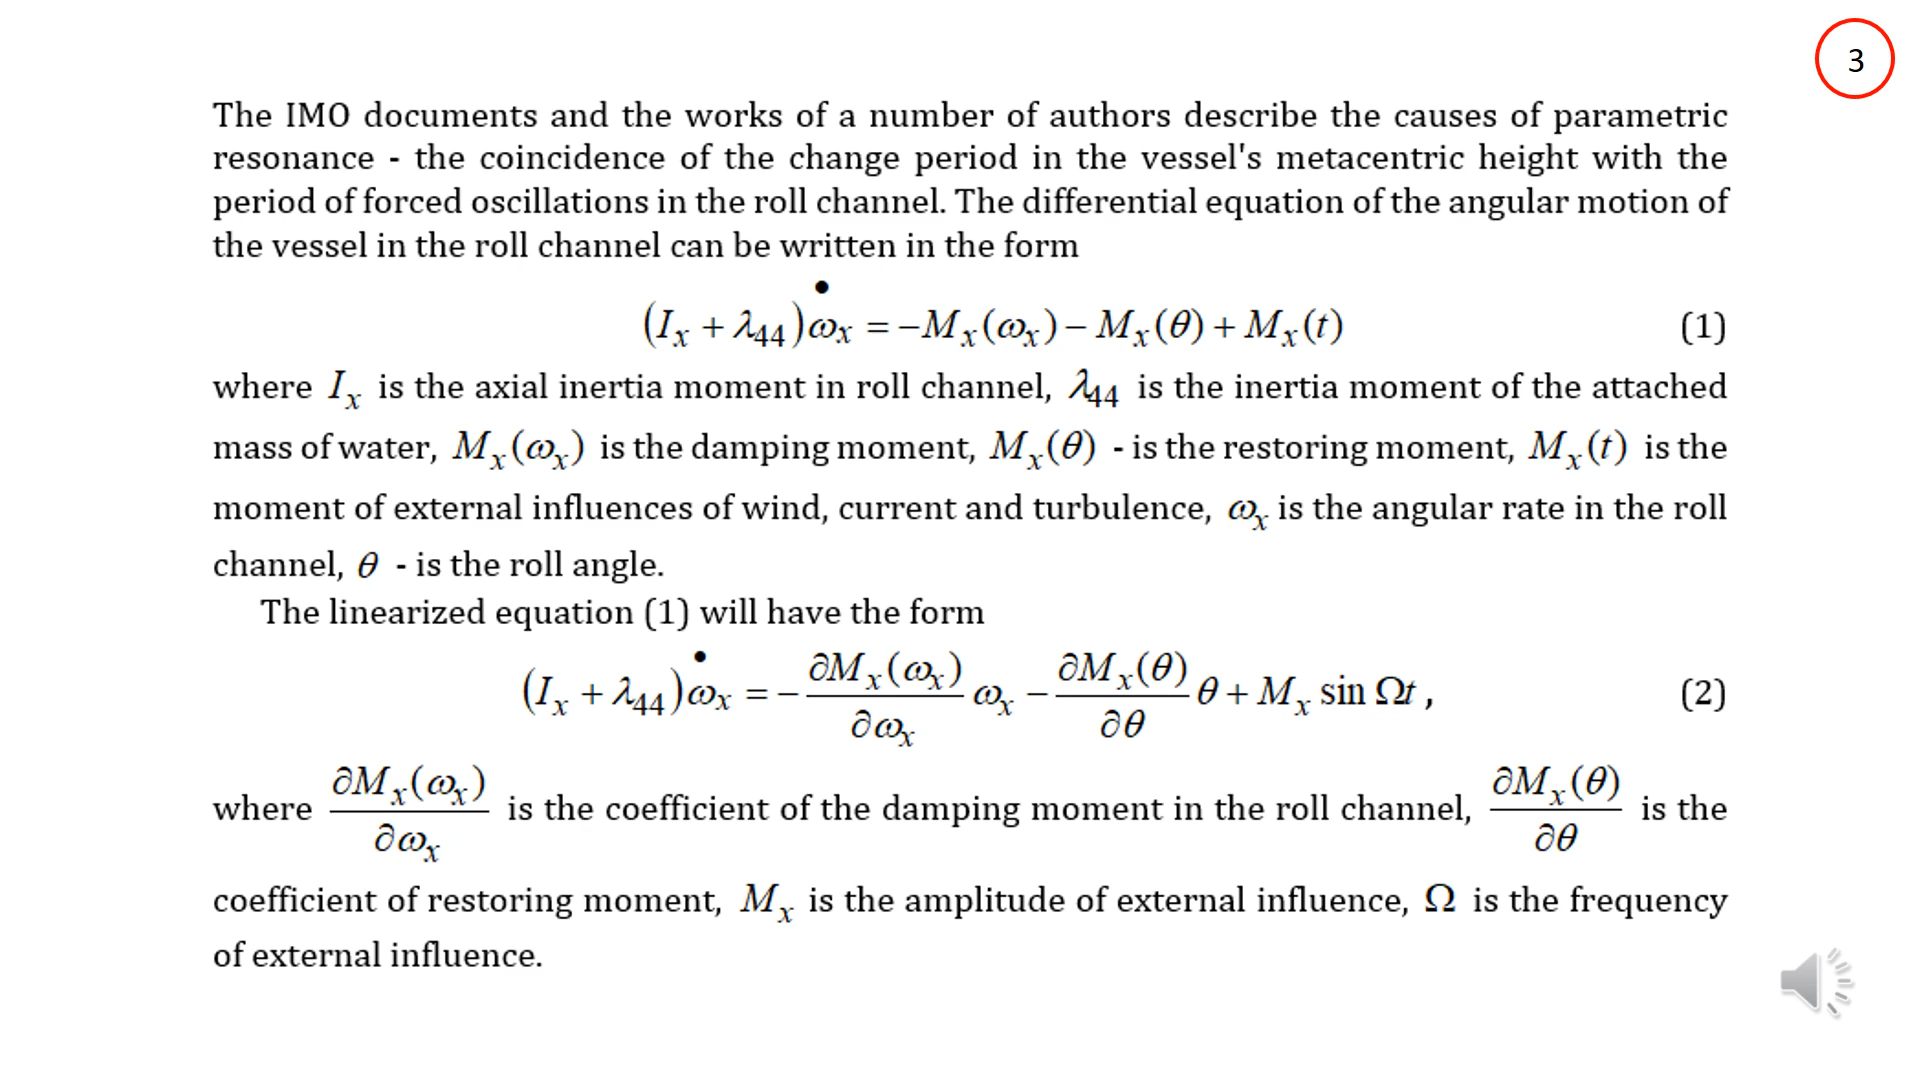 3
The IMO documents and the works of a number of authors describe the causes of parametric
resonance - the coincidence of the change period in the vessel's metacentric height with the
period of forced oscillations in the roll channel. The differential equation of the angular motion of
the vessel in the roll channel can be written in the form
(Iₓ + λ₄₄)ω̇ₓ = −Mₓ(ωₓ) − Mₓ(θ) + Mₓ(t) (1)
where Iₓ is the axial inertia moment in roll channel, λ₄₄ is the inertia moment of the attached
mass of water, Mₓ(ωₓ) is the damping moment, Mₓ(θ) - is the restoring moment, Mₓ(t) is the
moment of external influences of wind, current and turbulence, ωₓ is the angular rate in the roll
channel, θ - is the roll angle.
The linearized equation (1) will have the form
(Iₓ + λ₄₄)ω̇ₓ = − ∂Mₓ(ωₓ)/∂ωₓ ωₓ − ∂Mₓ(θ)/∂θ θ + Mₓ sin Ωt , (2)
where ∂Mₓ(ωₓ)/∂ωₓ is the coefficient of the damping moment in the roll channel, ∂Mₓ(θ)/∂θ is the
coefficient of restoring moment, Mₓ is the amplitude of external influence, Ω is the frequency
of external influence.